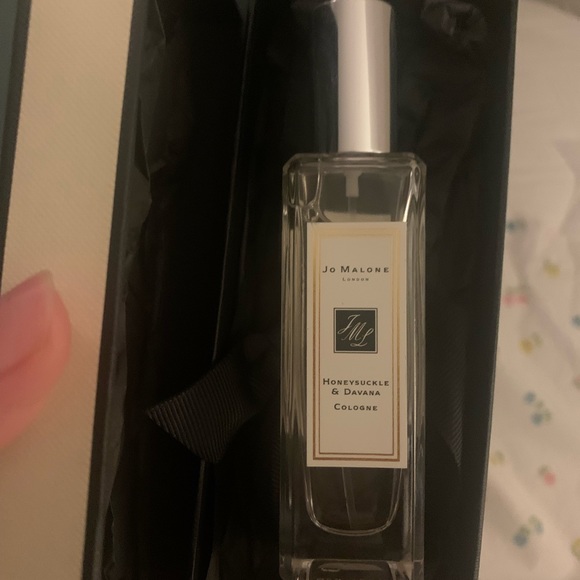 JO MALONE
LONDON
JML
HONEYSUCKLE
& DAVANA
COLOGNE